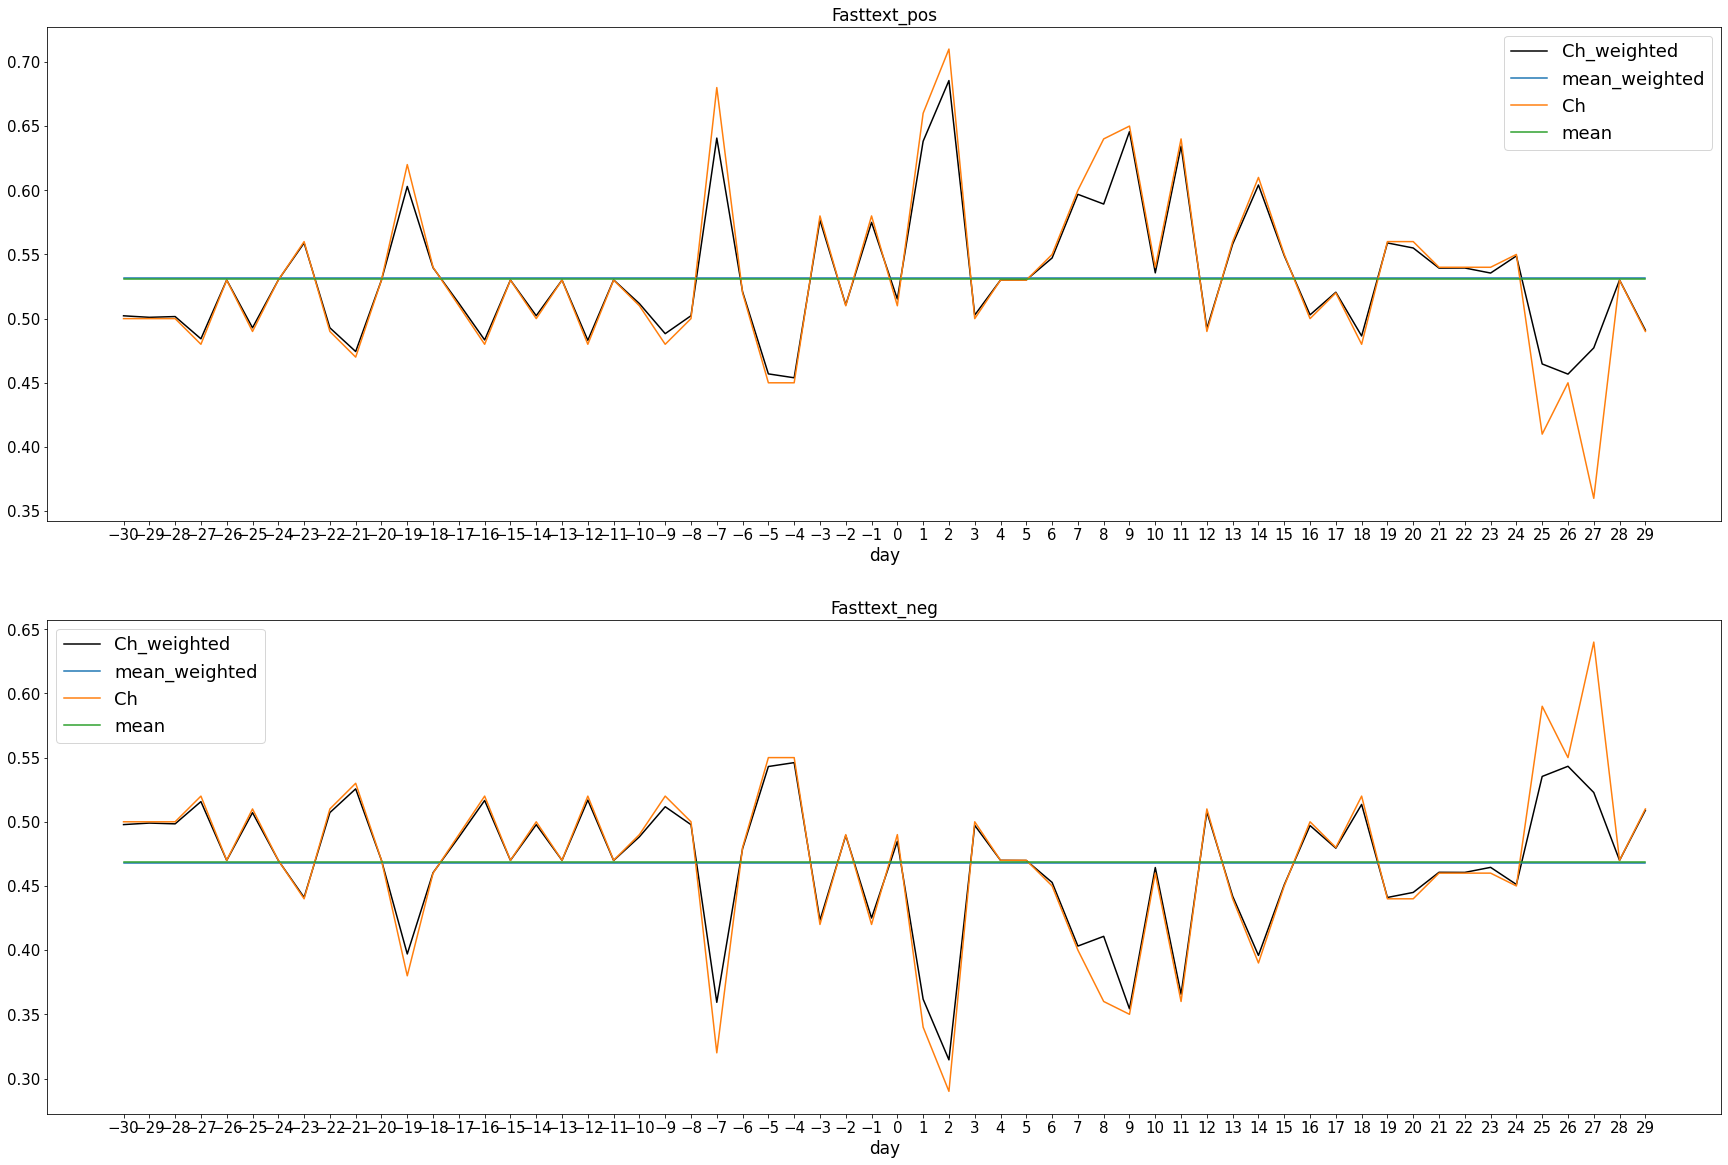 Fasttext_pos
Ch_weighted
mean_weighted
Ch
mean
0.70
0.65
0.60
0.55
0.50
0.45
0.40
0.35
−30 −29 −28 −27 −26 −25 −24 −23 −22 −21 −20 −19 −18 −17 −16 −15 −14 −13 −12 −11 −10 −9 −8 −7 −6 −5 −4 −3 −2 −1 0 1 2 3 4 5 6 7 8 9 10 11 12 13 14 15 16 17 18 19 20 21 22 23 24 25 26 27 28 29
day
Fasttext_neg
Ch_weighted
mean_weighted
Ch
mean
0.65
0.60
0.55
0.50
0.45
0.40
0.35
0.30
−30 −29 −28 −27 −26 −25 −24 −23 −22 −21 −20 −19 −18 −17 −16 −15 −14 −13 −12 −11 −10 −9 −8 −7 −6 −5 −4 −3 −2 −1 0 1 2 3 4 5 6 7 8 9 10 11 12 13 14 15 16 17 18 19 20 21 22 23 24 25 26 27 28 29
day